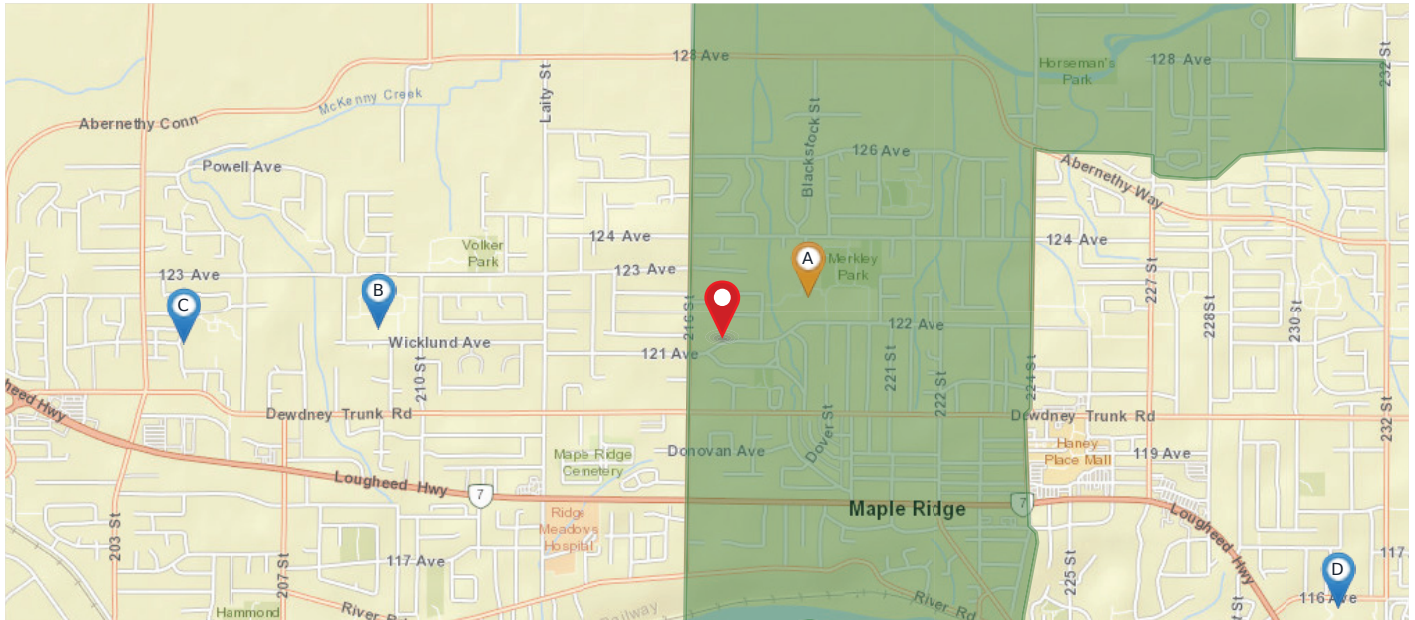 128 Ave
128 Ave
Horseman's
Park
232 St
Laity St
McKenny Creek
Abernethy Conn
Blackstock St
126 Ave
Powell Ave
Abernethy Way
124 Ave
124 Ave
Volker
Park
A
Merkley
Park
123 Ave
123 Ave
227 St
B
C
216 St
228 St
230 St
122 Ave
Wicklund Ave
121 Ave
210 St
221 St
222 St
224 St
Dewdney Trunk Rd
Dewdney Trunk Rd
232 St
Dover St
Donovan Ave
Haney
Place Mall
119 Ave
Maple Ridge
Cemetery
Lougheed Hwy
7
7
Maple Ridge
Lougheed Hwy
Ridge
Meadows
Hospital
203 St
207 St
117 Ave
225 St
117
D
116 Ave
Hammond
River Rd
Railway
River Rd